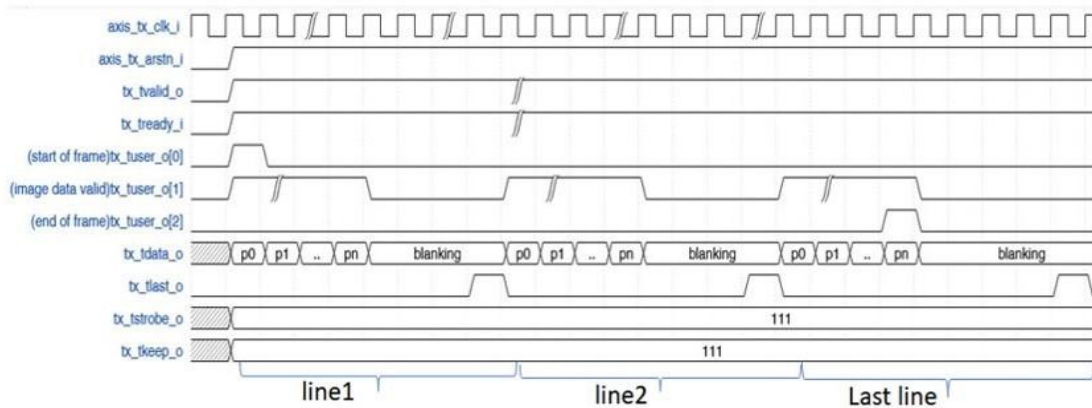 axis_tx_clk_i
axis_tx_arstn_i
tx_tvalid_o
tx_tready_i
(start of frame)tx_tuser_o[0]
(image data valid)tx_tuser_o[1]
(end of frame)tx_tuser_o[2]
tx_tdata_o p0 p1 .. pn blanking p0 p1 .. pn blanking p0 p1 .. pn blanking
tx_tlast_o
tx_tstrobe_o 111
tx_tkeep_o 111
line1 line2 Last line